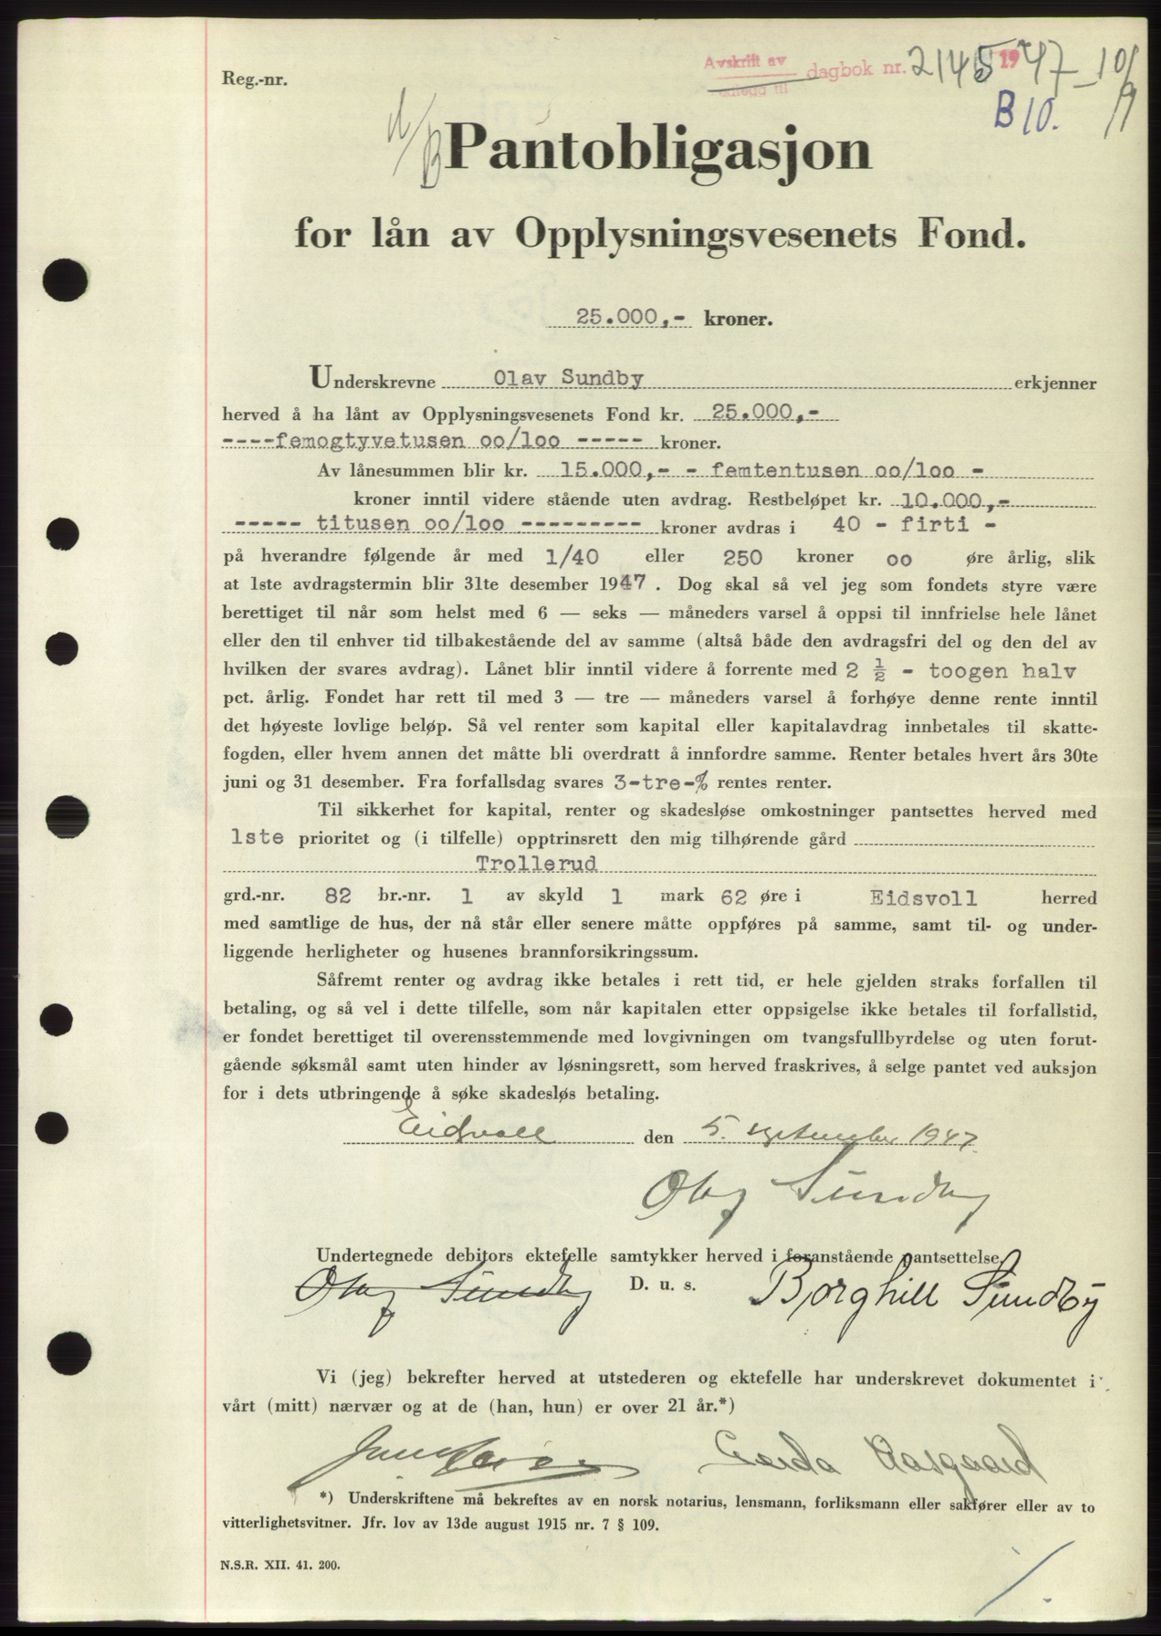 Avskrift av dagbok nr. 2145 1947 - 10/9
Reg.-nr.
B 10.
Pantobligasjon
for lån av Opplysningsvesenets Fond.
25.000,- kroner.
Underskrevne Olav Sundby erkjenner
herved å ha lånt av Opplysningsvesenets Fond kr. 25.000,-
----femogtyvetusen oo/loo ----- kroner.
Av lånesummen blir kr. 15.000,- - femtentusen oo/loo -
kroner inntil videre stående uten avdrag. Restbeløpet kr. 10.000,-
----- titusen oo/loo --------- kroner avdras i 40 - firti -
på hverandre følgende år med 1/40 eller 250 kroner oo øre årlig, slik
at 1ste avdragstermin blir 31te desember 1947. Dog skal så vel jeg som fondets styre være
berettiget til når som helst med 6 — seks — måneders varsel å oppsi til innfrielse hele lånet
eller den til enhver tid tilbakestående del av samme (altså både den avdragsfri del og den del av
hvilken der svares avdrag). Lånet blir inntil videre å forrente med 2 ½ - toogen halv
pct. årlig. Fondet har rett til med 3 — tre — måneders varsel å forhøye denne rente inntil
det høyeste lovlige beløp. Så vel renter som kapital eller kapitalavdrag innbetales til skatte-
fogden, eller hvem annen det måtte bli overdratt å innfordre samme. Renter betales hvert års 30te
juni og 31 desember. Fra forfallsdag svares 3-tre-% rentes renter.
Til sikkerhet for kapital, renter og skadesløse omkostninger pantsettes herved med
1ste prioritet og (i tilfelle) opptrinsrett den mig tilhørende gård
Trollerud
grd.-nr. 82 br.-nr. 1 av skyld 1 mark 62 øre i Eidsvoll herred
med samtlige de hus, der nå står eller senere måtte oppføres på samme, samt til- og under-
liggende herligheter og husenes brannforsikringssum.
Såfremt renter og avdrag ikke betales i rett tid, er hele gjelden straks forfallen til
betaling, og så vel i dette tilfelle, som når kapitalen etter oppsigelse ikke betales til forfallstid,
er fondet berettiget til overensstemmende med lovgivningen om tvangsfullbyrdelse og uten forut-
gående søksmål samt uten hinder av løsningsrett, som herved fraskrives, å selge pantet ved auksjon
for i dets utbringende å søke skadesløs betaling.
Eidsvoll den 5. september 1947.
Olav Sundby
Undertegnede debitors ektefelle samtykker herved i foranstående pantsettelse
Olav Sundby D. u. s. Borghill Sundby
Vi (jeg) bekrefter herved at utstederen og ektefelle har underskrevet dokumentet i
vårt (mitt) nærvær og at de (han, hun) er over 21 år.*)
Gerda Aasgaard
*) Underskriftene må bekreftes av en norsk notarius, lensmann, forliksmann eller sakfører eller av to
vitterlighetsvitner. Jfr. lov av 13de august 1915 nr. 7 § 109.
N.S.R. XII. 41. 200.